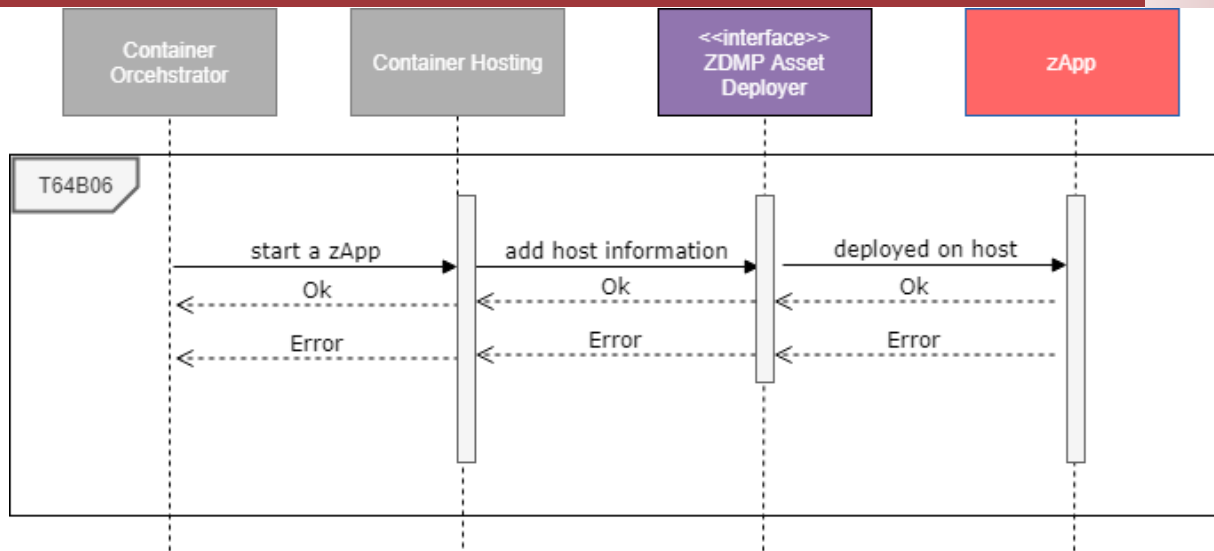 Container
Orcehstrator
Container Hosting
<<interface>>
ZDMP Asset
Deployer
zApp
T64B06
start a zApp
add host information
deployed on host
Ok
Ok
Ok
Error
Error
Error